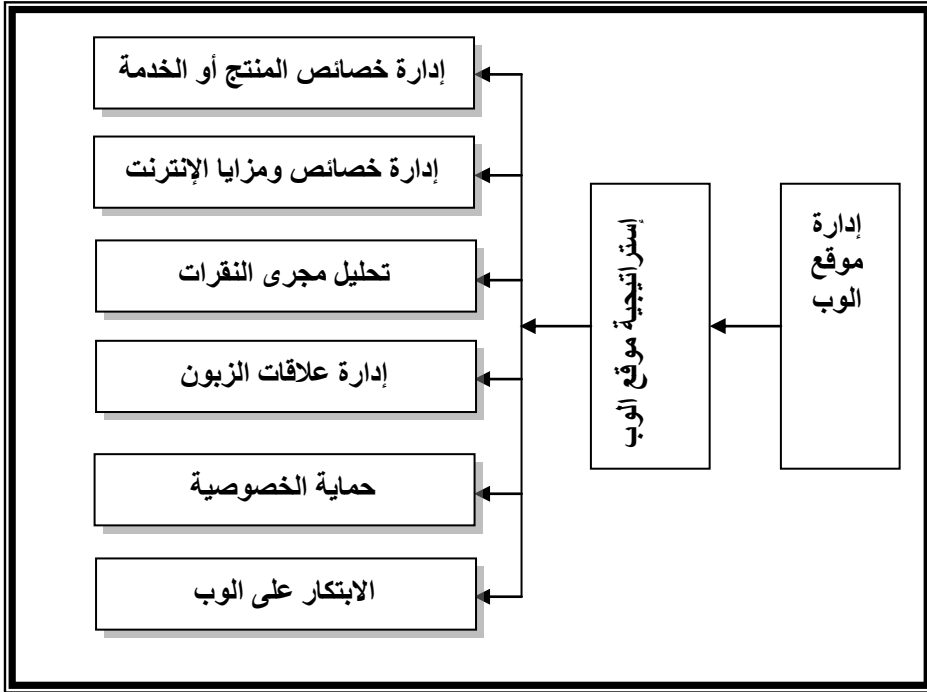 إدارة
موقع
الوب
إستراتيجية موقع الوب
إدارة خصائص المنتج أو الخدمة
إدارة خصائص ومزايا الإنترنت
تحليل مجرى النقرات
إدارة علاقات الزبون
حماية الخصوصية
الابتكار على الوب